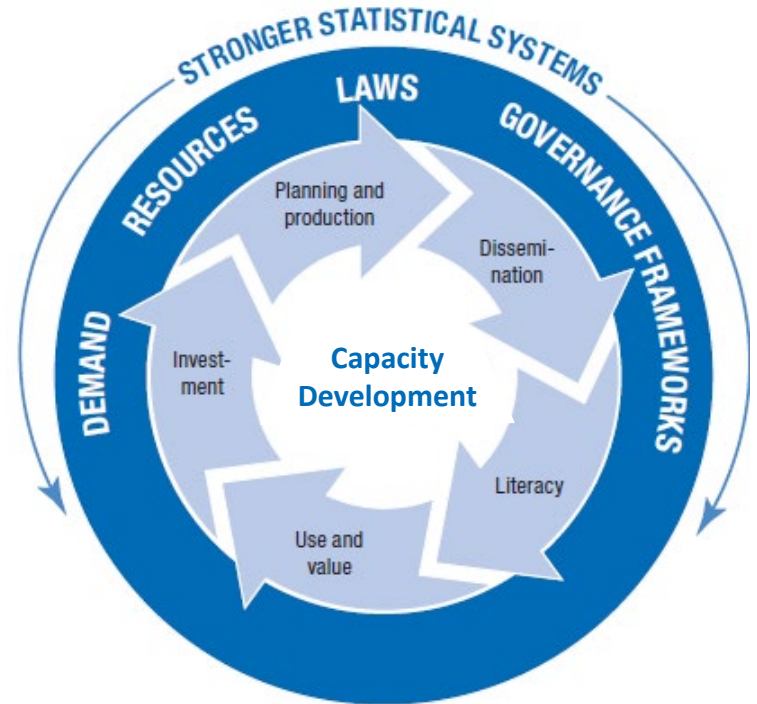 STRONGER STATISTICAL SYSTEMS
DEMAND
RESOURCES
LAWS
GOVERNANCE FRAMEWORKS
Planning and
production
Dissemi-
nation
Literacy
Use and
value
Invest-
ment
Capacity
Development